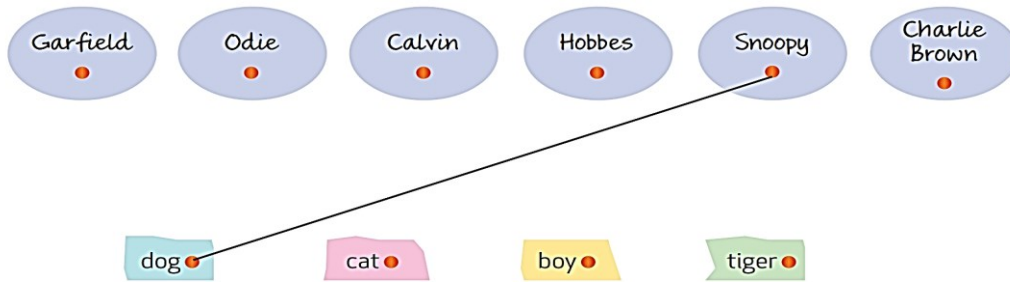 Garfield
Odie
Calvin
Hobbes
Snoopy
Charlie
Brown
dog
cat
boy
tiger